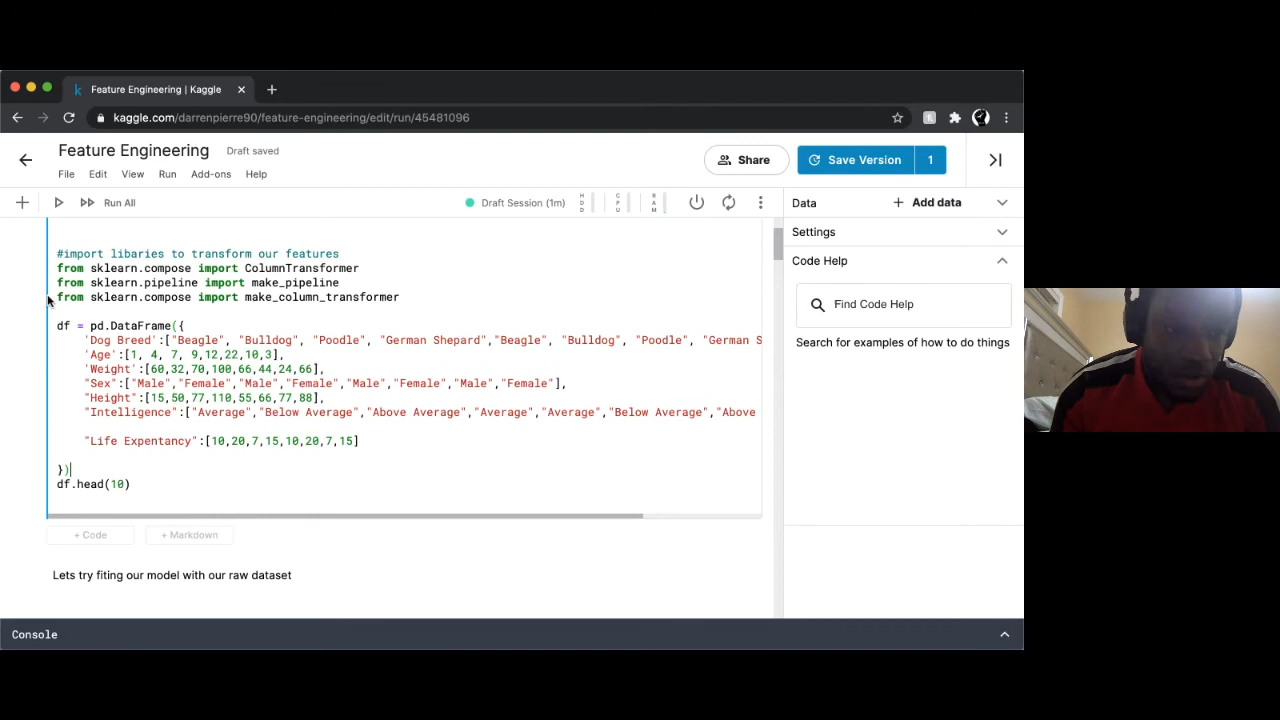 Feature Engineering | Kaggle
kaggle.com/darrenpierre90/feature-engineering/edit/run/45481096
Feature Engineering Draft saved
Share
Save Version 1
File Edit View Run Add-ons Help
Run All
Draft Session (1m)
HDD
CPU
RAM
Data
Add data
Settings
Code Help
Find Code Help
Search for examples of how to do things
#import libaries to transform our features
from sklearn.compose import ColumnTransformer
from sklearn.pipeline import make_pipeline
from sklearn.compose import make_column_transformer
df = pd.DataFrame({
'Dog Breed':["Beagle", "Bulldog", "Poodle", "German Shepard","Beagle", "Bulldog", "Poodle", "German S
'Age':[1, 4, 7, 9,12,22,10,3],
'Weight':[60,32,70,100,66,44,24,66],
"Sex":["Male","Female","Male","Female","Male","Female","Male","Female"],
"Height":[15,50,77,110,55,66,77,88],
"Intelligence":["Average","Below Average","Above Average","Average","Average","Below Average","Above
"Life Expentancy":[10,20,7,15,10,20,7,15]
})
df.head(10)
+ Code
+ Markdown
Lets try fiting our model with our raw dataset
Console